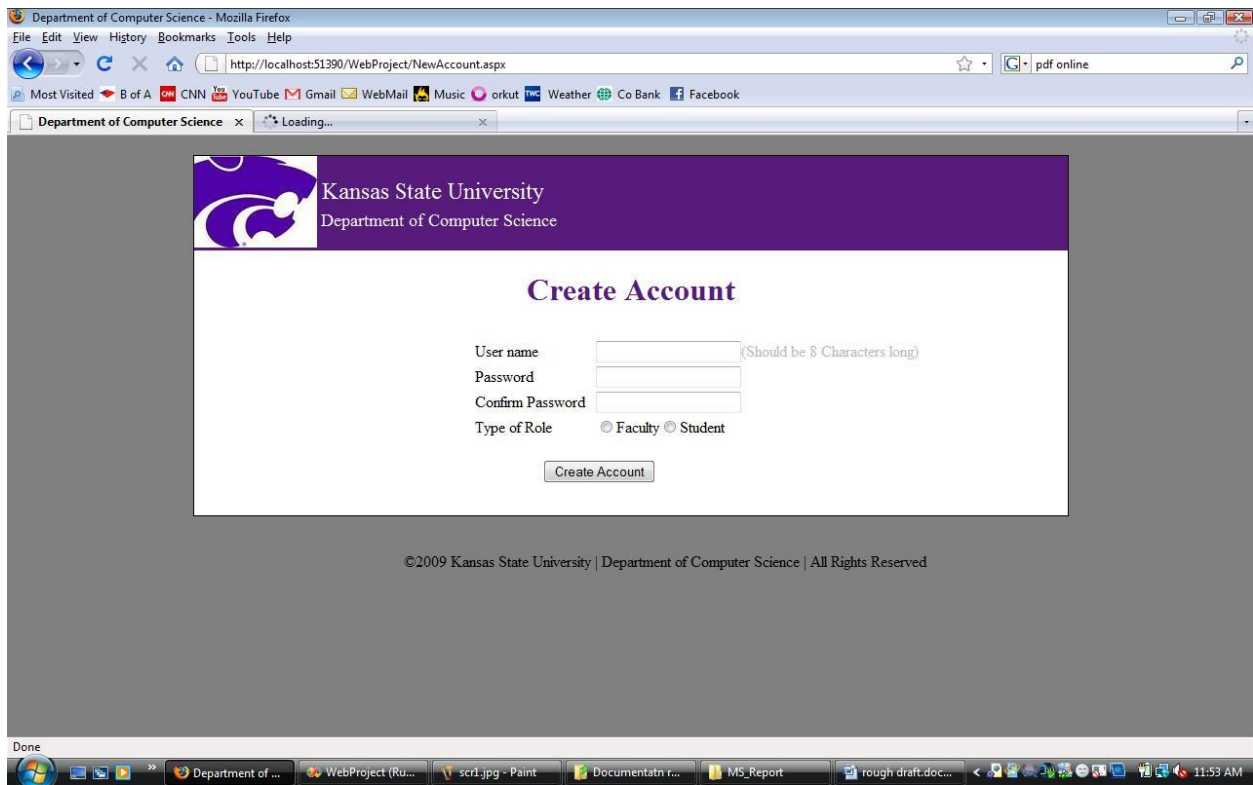 Department of Computer Science - Mozilla Firefox
File Edit View History Bookmarks Tools Help
http://localhost:51390/WebProject/NewAccount.aspx
G pdf online
Most Visited B of A CNN CNN You Tube YouTube Gmail WebMail Music orkut TWC Weather Co Bank f Facebook
Department of Computer Science Loading...
Kansas State University
Department of Computer Science
Create Account
User name (Should be 8 Characters long)
Password
Confirm Password
Type of Role Faculty Student
Create Account
©2009 Kansas State University | Department of Computer Science | All Rights Reserved
Done
» Department of ... WebProject (Ru... scr1.jpg - Paint Documentatn r... MS_Report rough draft.doc... < 11:53 AM